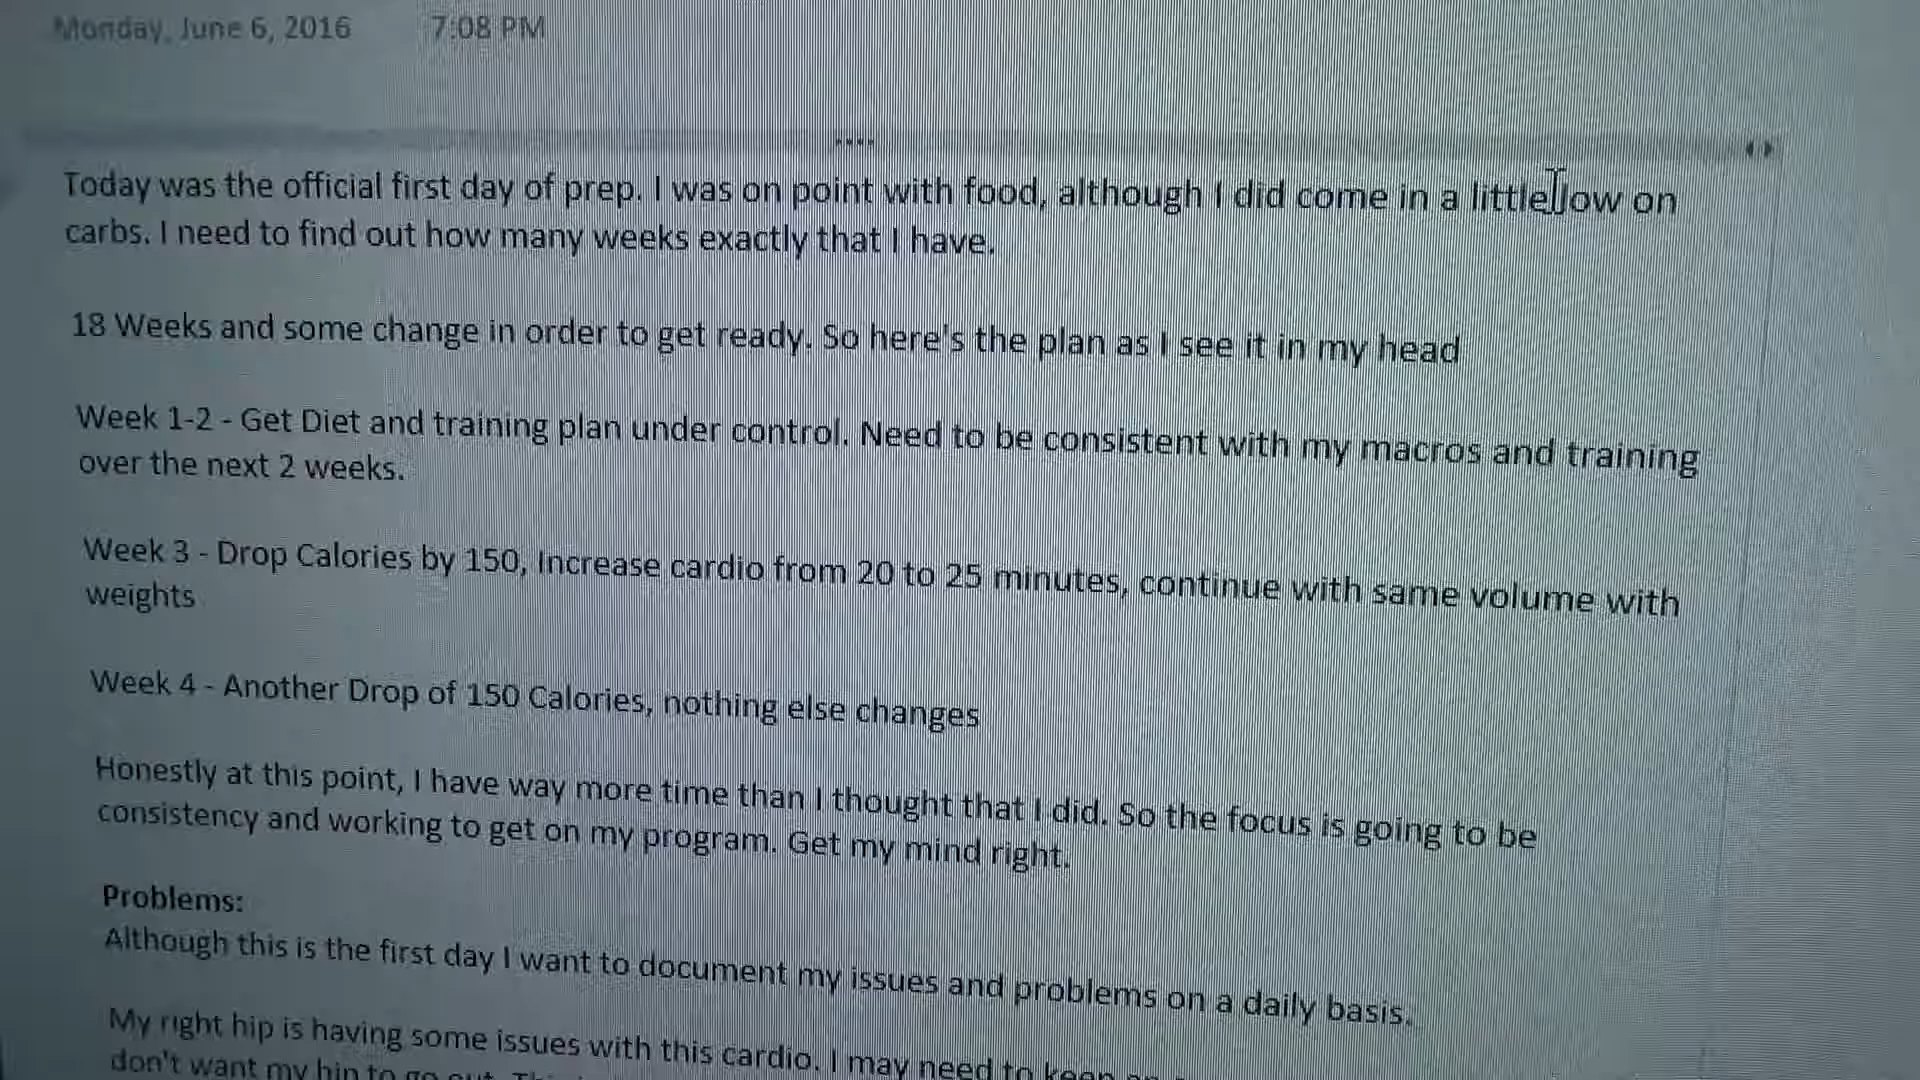 Monday, June 6, 2016 7:08 PM
Today was the official first day of prep. I was on point with food, although I did come in a little low on
carbs. I need to find out how many weeks exactly that I have.
18 Weeks and some change in order to get ready. So here's the plan as I see it in my head
Week 1-2 - Get Diet and training plan under control. Need to be consistent with my macros and training
over the next 2 weeks.
Week 3 - Drop Calories by 150, Increase cardio from 20 to 25 minutes, continue with same volume with
weights
Week 4 - Another Drop of 150 Calories, nothing else changes
Honestly at this point, I have way more time than I thought that I did. So the focus is going to be
consistency and working to get on my program. Get my mind right.
Problems:
Although this is the first day I want to document my issues and problems on a daily basis.
My right hip is having some issues with this cardio. I may need to keep
don't want my hip to go out.